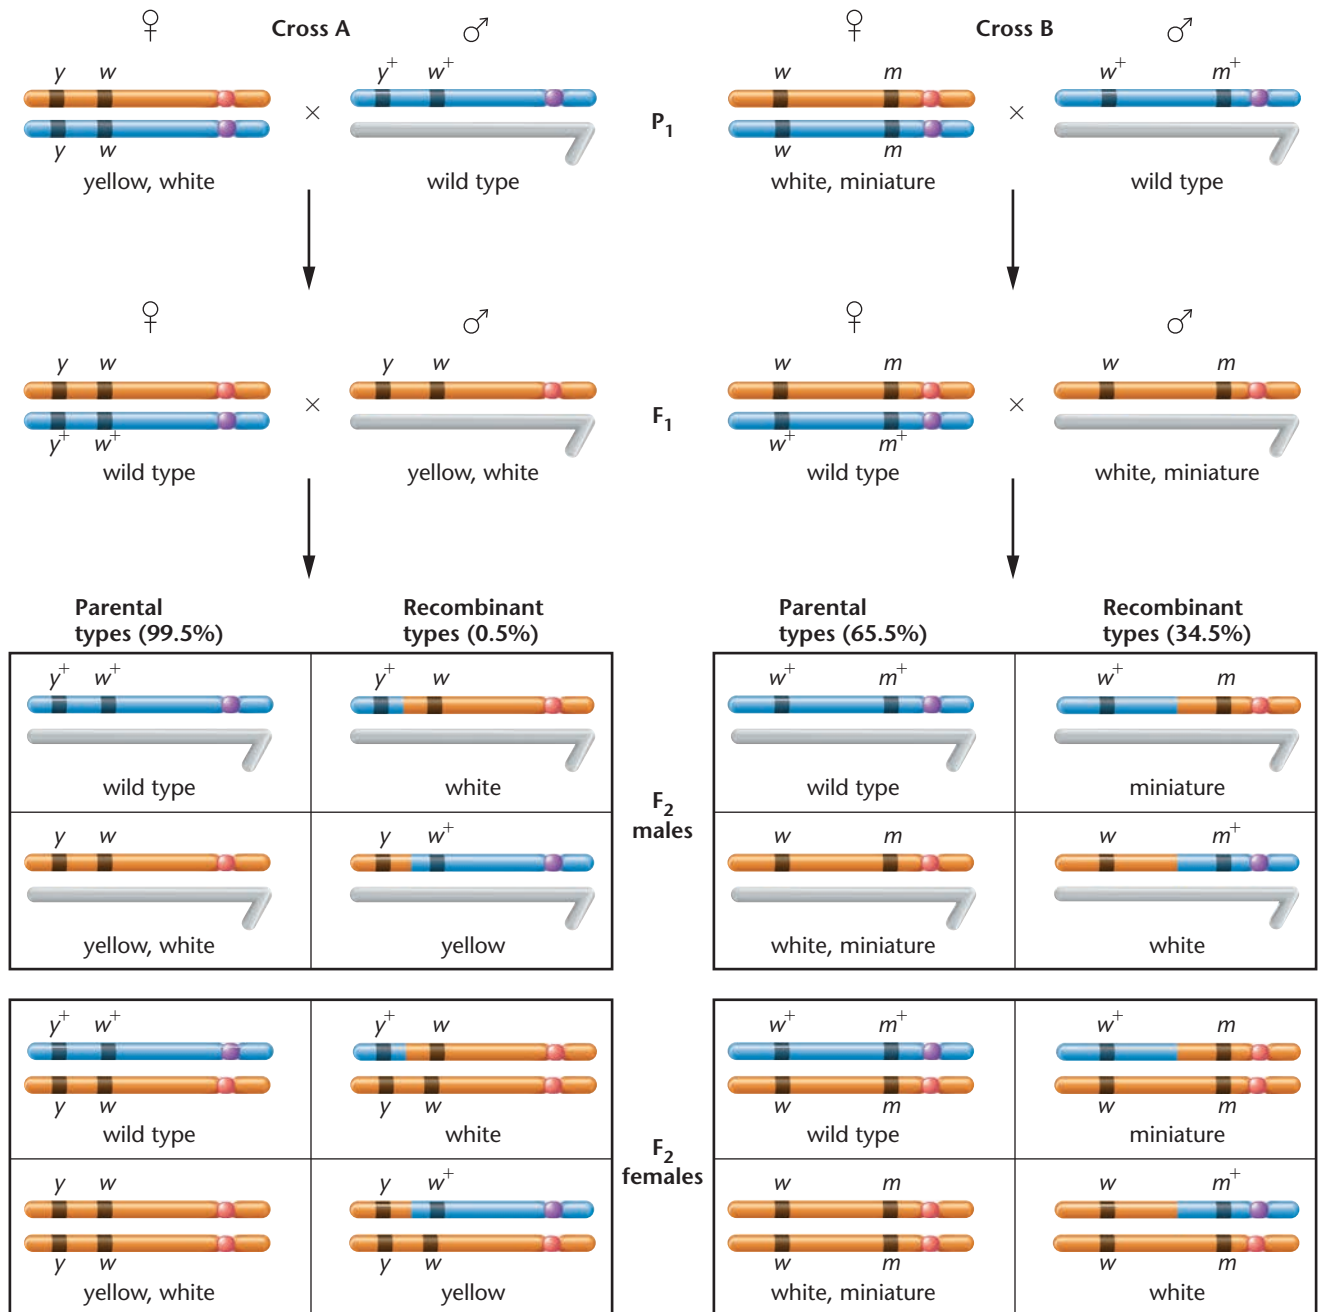 ♀ Cross A ♂
y w y+ w+
×
y w
yellow, white wild type
♀ Cross B ♂
w m w+ m+
×
w m
white, miniature wild type
P1
♀ ♂
y w y w
×
y+ w+
wild type yellow, white
F1
♀ ♂
w m w m
×
w+ m+
wild type white, miniature
Parental types (99.5%)
Recombinant types (0.5%)
Parental types (65.5%)
Recombinant types (34.5%)
y+ w+ y+ w
wild type white
y w y w+
yellow, white yellow
F2
males
w+ m+ w+ m
wild type miniature
w m w m+
white, miniature white
y+ w+ y+ w
y w y w
wild type white
y w y w+
y w y w
yellow, white yellow
F2
females
w+ m+ w+ m
w m w m
wild type miniature
w m w m+
w m w m
white, miniature white